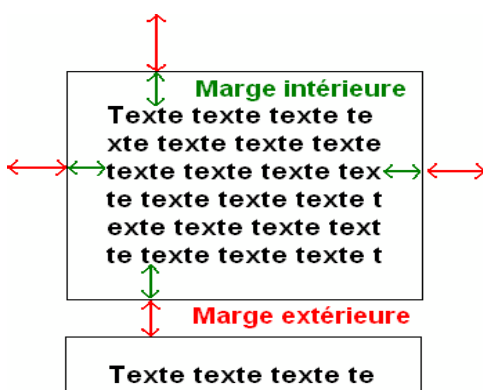 Marge intérieure
Texte texte texte te
xte texte texte texte
texte texte texte tex
te texte texte texte t
exte texte texte text
te texte texte texte t
Marge extérieure
Texte texte texte te